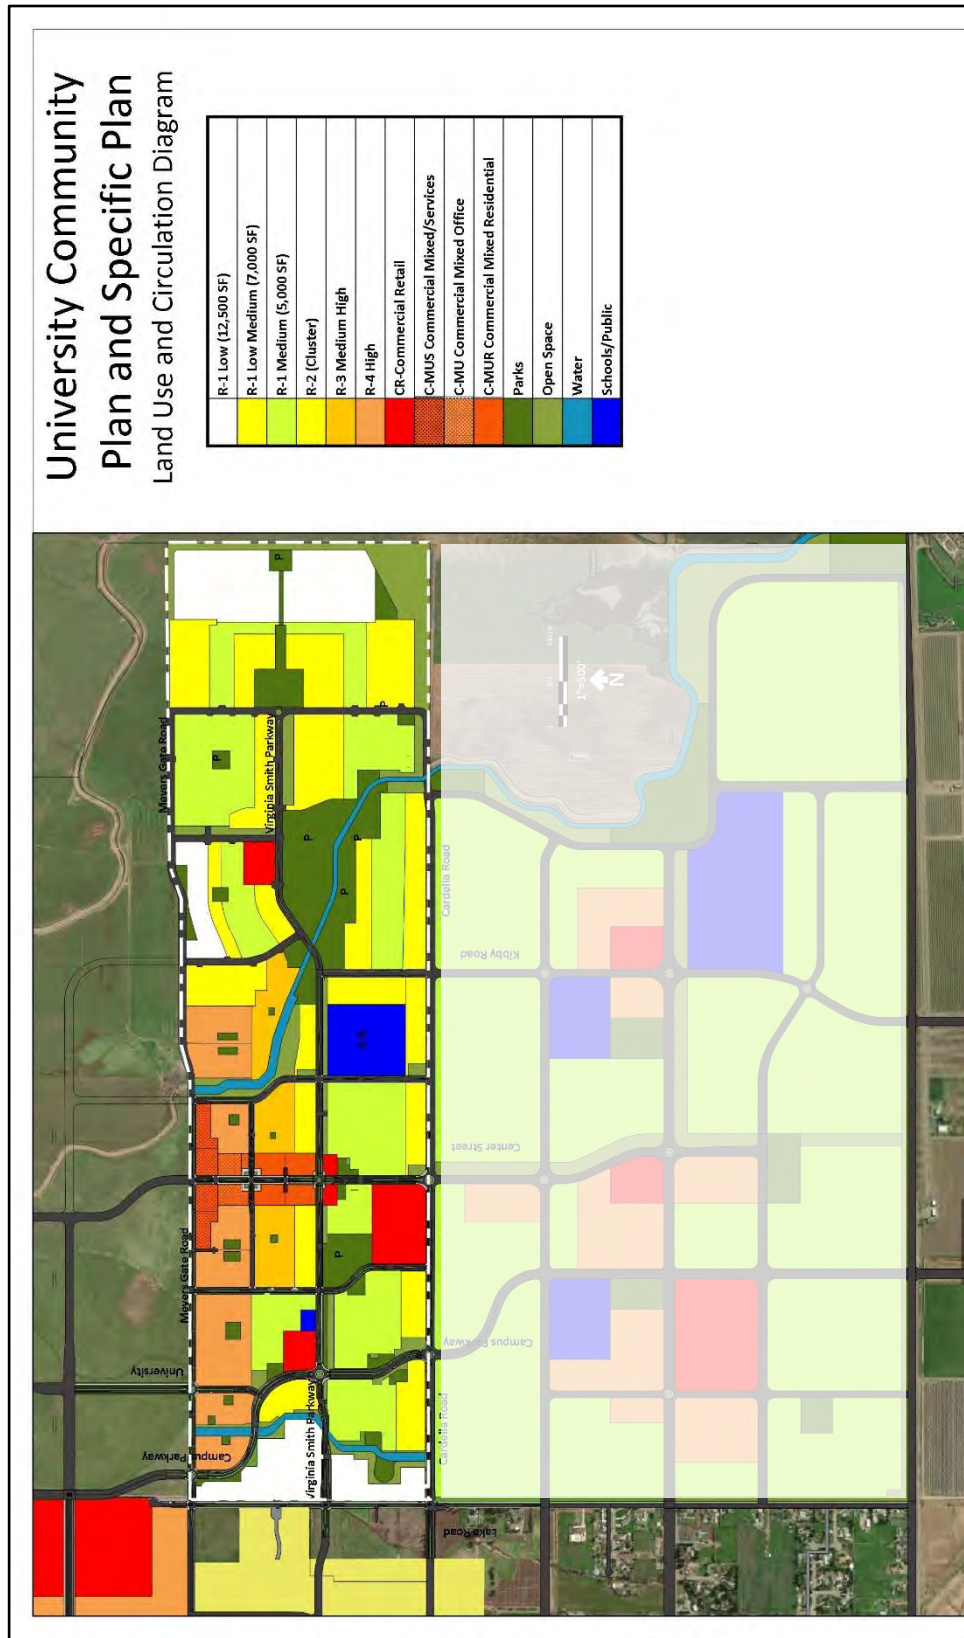 University Community
Plan and Specific Plan
Land Use and Circulation Diagram
R-1 Low (12,500 SF)
R-1 Low Medium (7,000 SF)
R-1 Medium (5,000 SF)
R-2 (Cluster)
R-3 Medium High
R-4 High
CR-Commercial Retail
C-MUS Commercial Mixed/Services
C-MU Commercial Mixed Office
C-MUR Commercial Mixed Residential
Parks
Open Space
Water
Schools/Public
Meyers Gate Road
Virginia Smith Parkway
P
P
P
P
P
P
P
Meyers Gate Road
University
Campus
Parkway
Virginia Smith Parkway
Cardella Road
Kibby Road
Center Street
Campus Parkway
Cardella Road
Lake Road
1"=500'
N